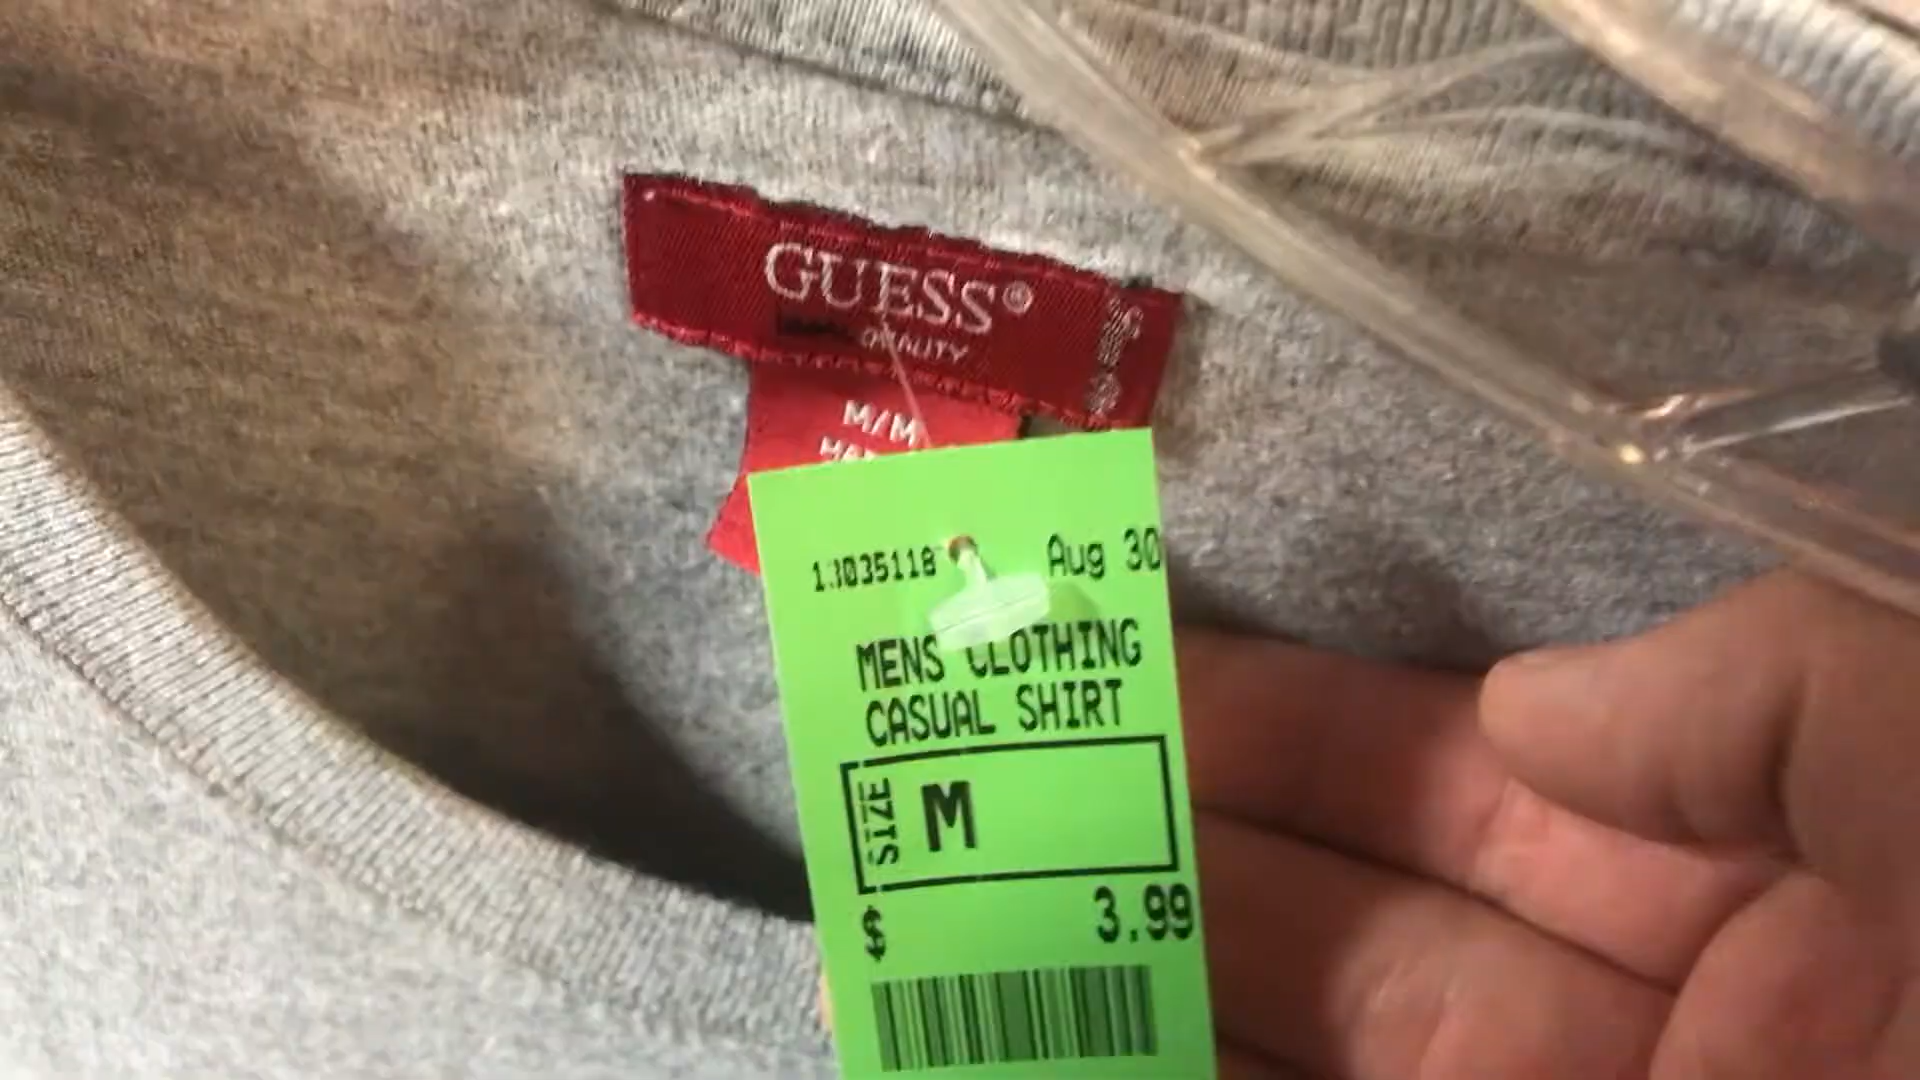 GUESS®
QUALITY
M/M
13035118 Aug 30
MENS CLOTHING
CASUAL SHIRT
SIZE M
$ 3.99